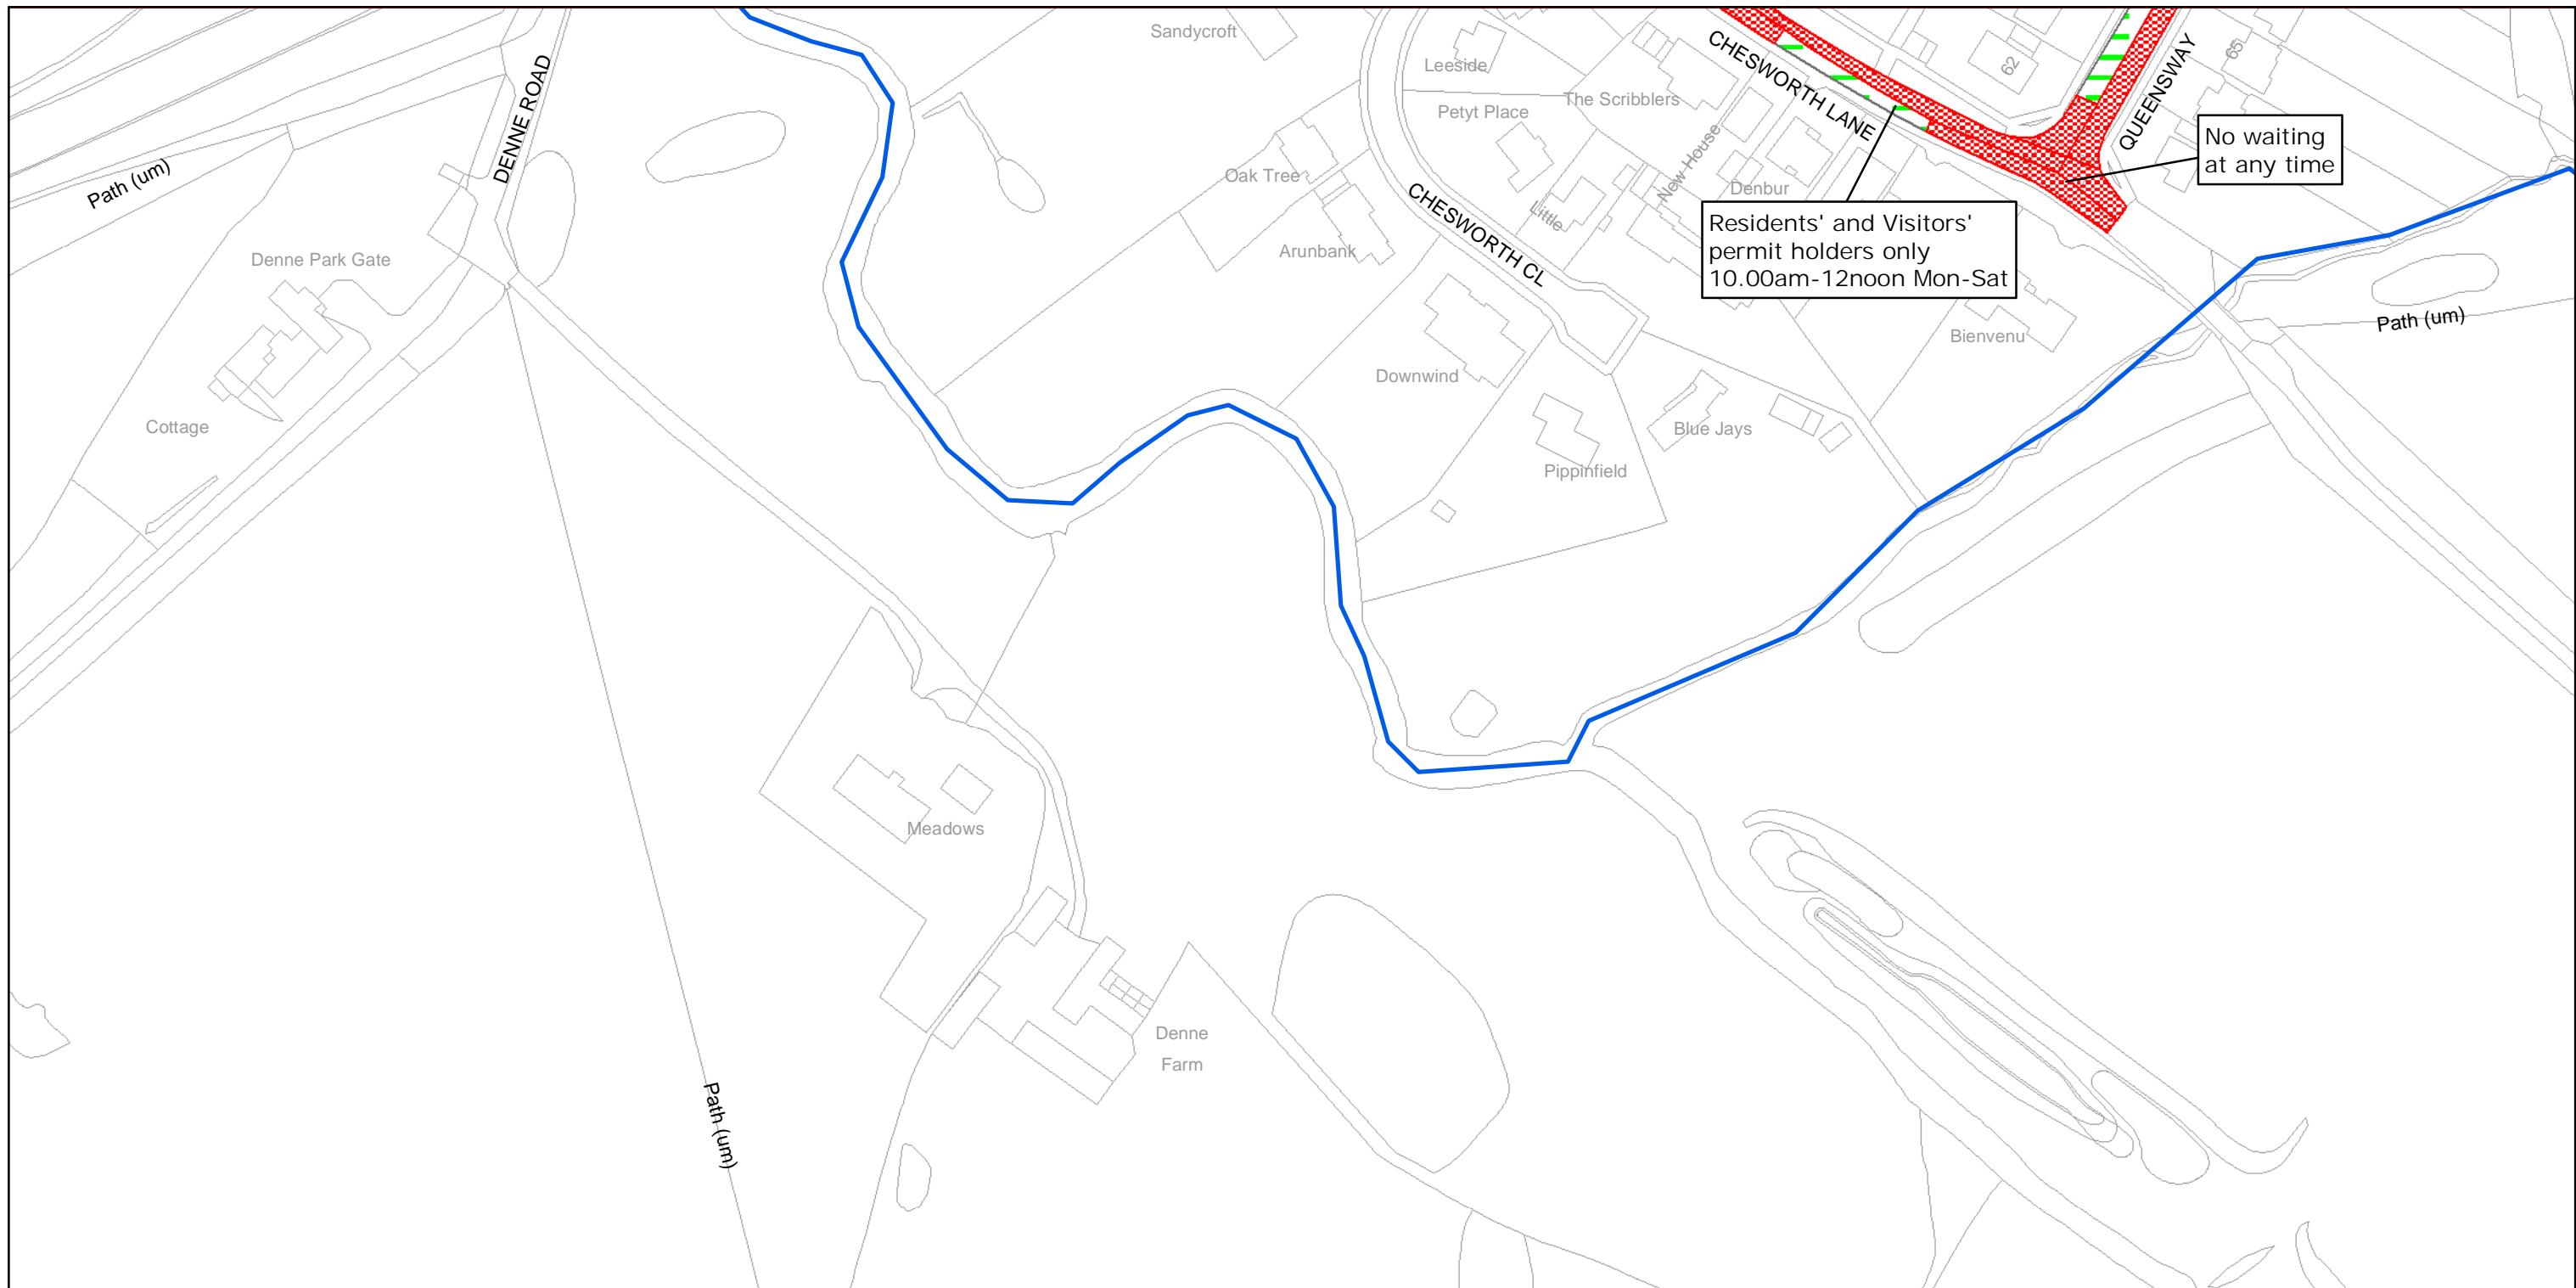 Sandycroft
Leeside
CHESWORTH LANE
62
QUEENSWAY
65
DENNE ROAD
Path (um)
Petyt Place
The Scribblers
New House
No waiting
at any time
Oak Tree
Denbur
CHESWORTH CL
Little
Residents' and Visitors'
permit holders only
10.00am-12noon Mon-Sat
Arunbank
Denne Park Gate
Bienvenu
Path (um)
Downwind
Cottage
Blue Jays
Pippinfield
Meadows
Denne
Farm
Path (um)